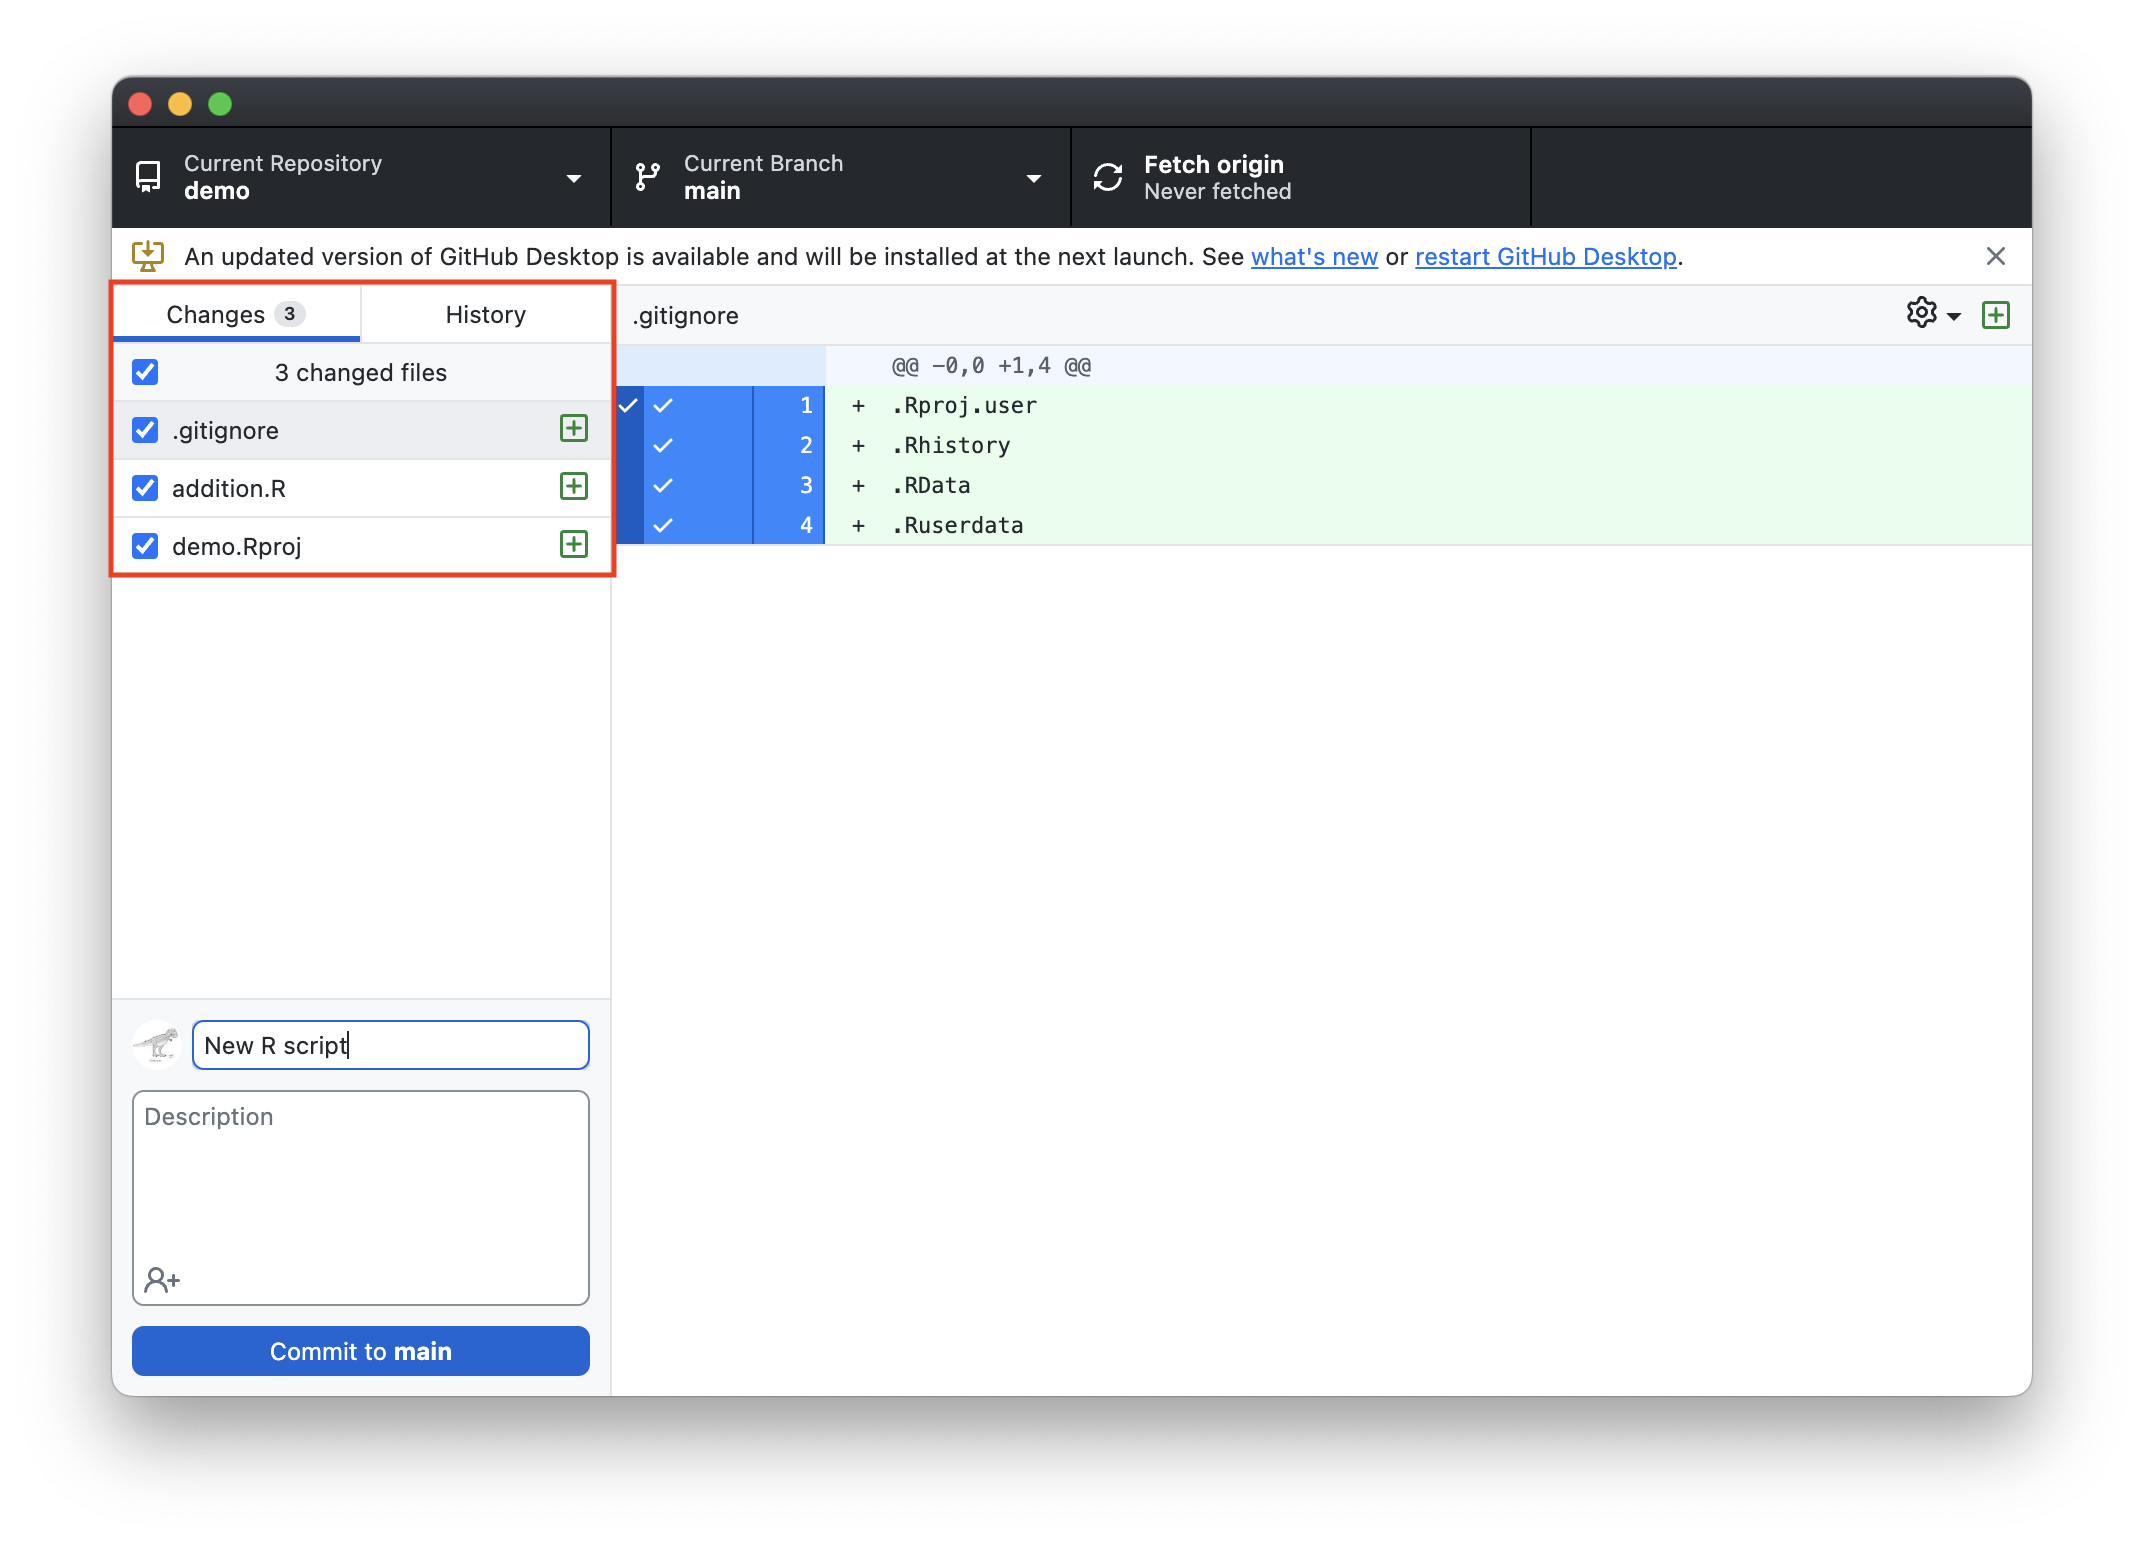 Current Repository
demo
Current Branch
main
Fetch origin
Never fetched
An updated version of GitHub Desktop is available and will be installed at the next launch. See what's new or restart GitHub Desktop.
Changes 3
History
3 changed files
.gitignore
addition.R
demo.Rproj
.gitignore
@@ -0,0 +1,4 @@
1 + .Rproj.user
2 + .Rhistory
3 + .RData
4 + .Ruserdata
New R script
Description
Commit to main